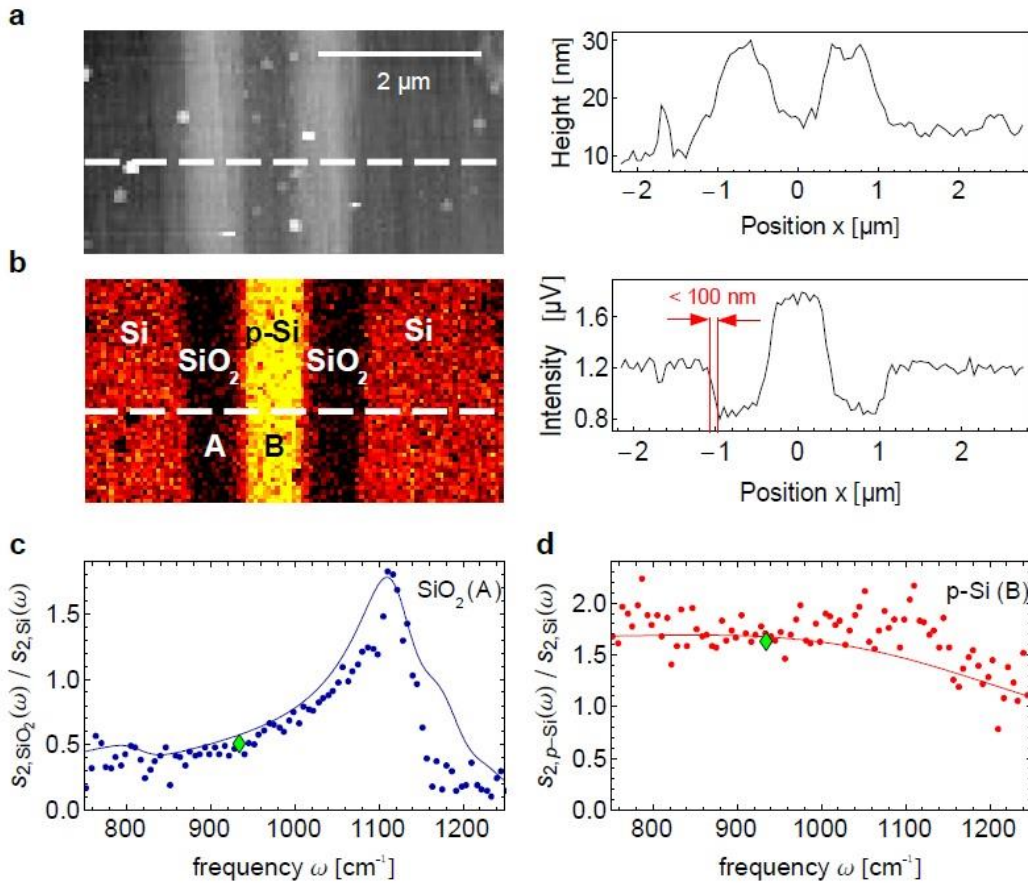 a
2 µm
Height [nm]
30
20
10
−2 −1 0 1 2
Position x [µm]
b
Si
SiO2
p-Si
SiO2
Si
A
B
Intensity [µV]
< 100 nm
1.6
1.2
0.8
−2 −1 0 1 2
Position x [µm]
c
SiO2 (A)
s2,SiO2(ω) / s2,Si(ω)
1.5
1.0
0.5
0.0
800 900 1000 1100 1200
frequency ω [cm-1]
d
p-Si (B)
s2,p-Si(ω) / s2,Si(ω)
2.0
1.5
1.0
0.5
0.0
800 900 1000 1100 1200
frequency ω [cm-1]